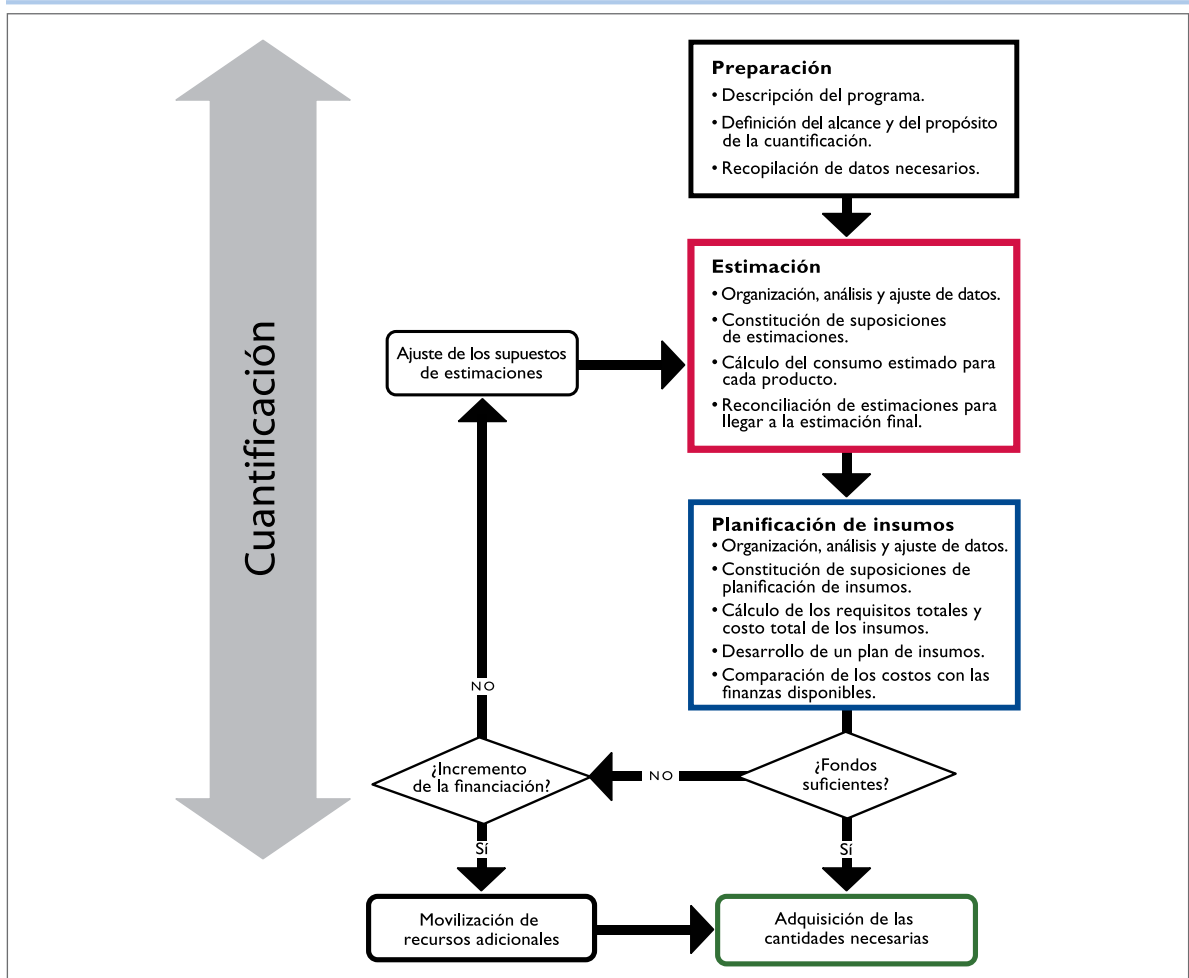 Cuantificación
Preparación
• Descripción del programa.
• Definición del alcance y del propósito
de la cuantificación.
• Recopilación de datos necesarios.
Estimación
• Organización, análisis y ajuste de datos.
• Constitución de suposiciones
de estimaciones.
• Cálculo del consumo estimado para
cada producto.
• Reconciliación de estimaciones para
llegar a la estimación final.
Ajuste de los supuestos
de estimaciones
Planificación de insumos
• Organización, análisis y ajuste de datos.
• Constitución de suposiciones de
planificación de insumos.
• Cálculo de los requisitos totales y
costo total de los insumos.
• Desarrollo de un plan de insumos.
• Comparación de los costos con las
finanzas disponibles.
NO
¿Incremento
de la financiación?
NO
¿Fondos
suficientes?
Sí
Sí
Movilización de
recursos adicionales
Adquisición de las
cantidades necesarias